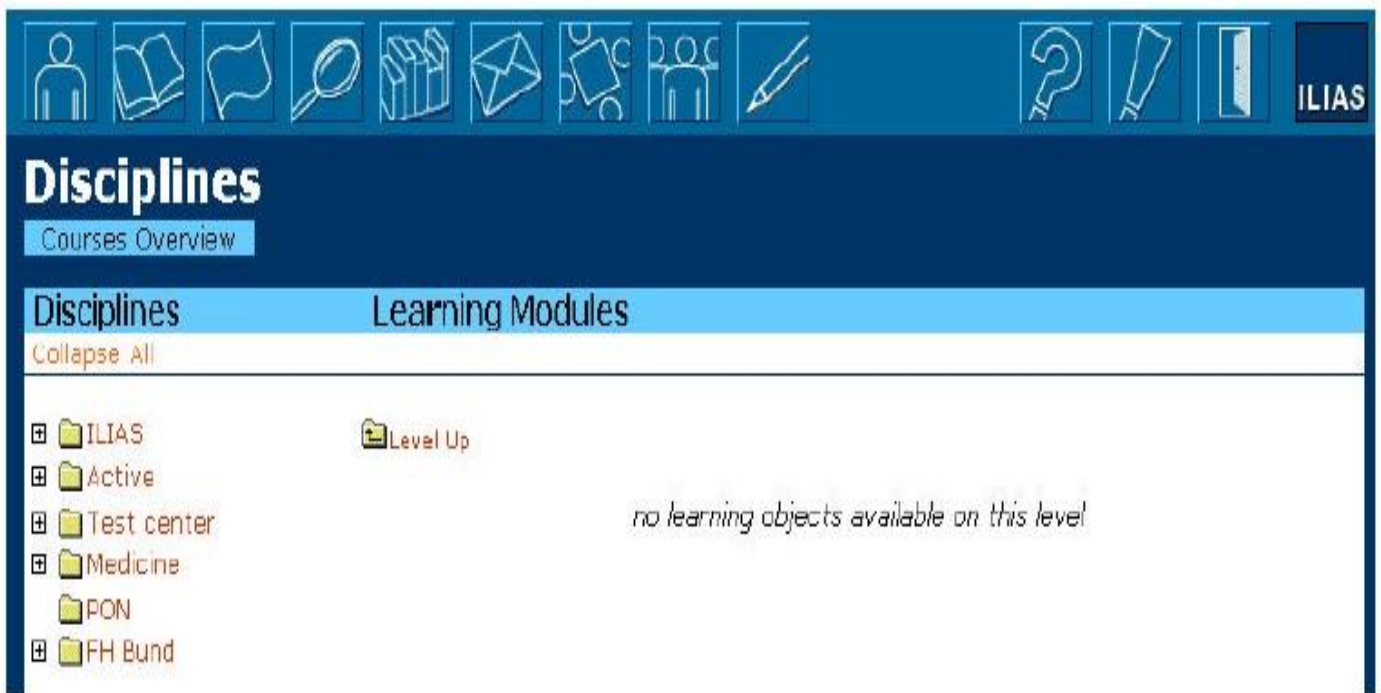 ILIAS
Disciplines
Courses Overview
Disciplines Learning Modules
Collapse All
ILIAS
Level Up
Active
Test center
no learning objects available on this level
Medicine
PON
FH Bund